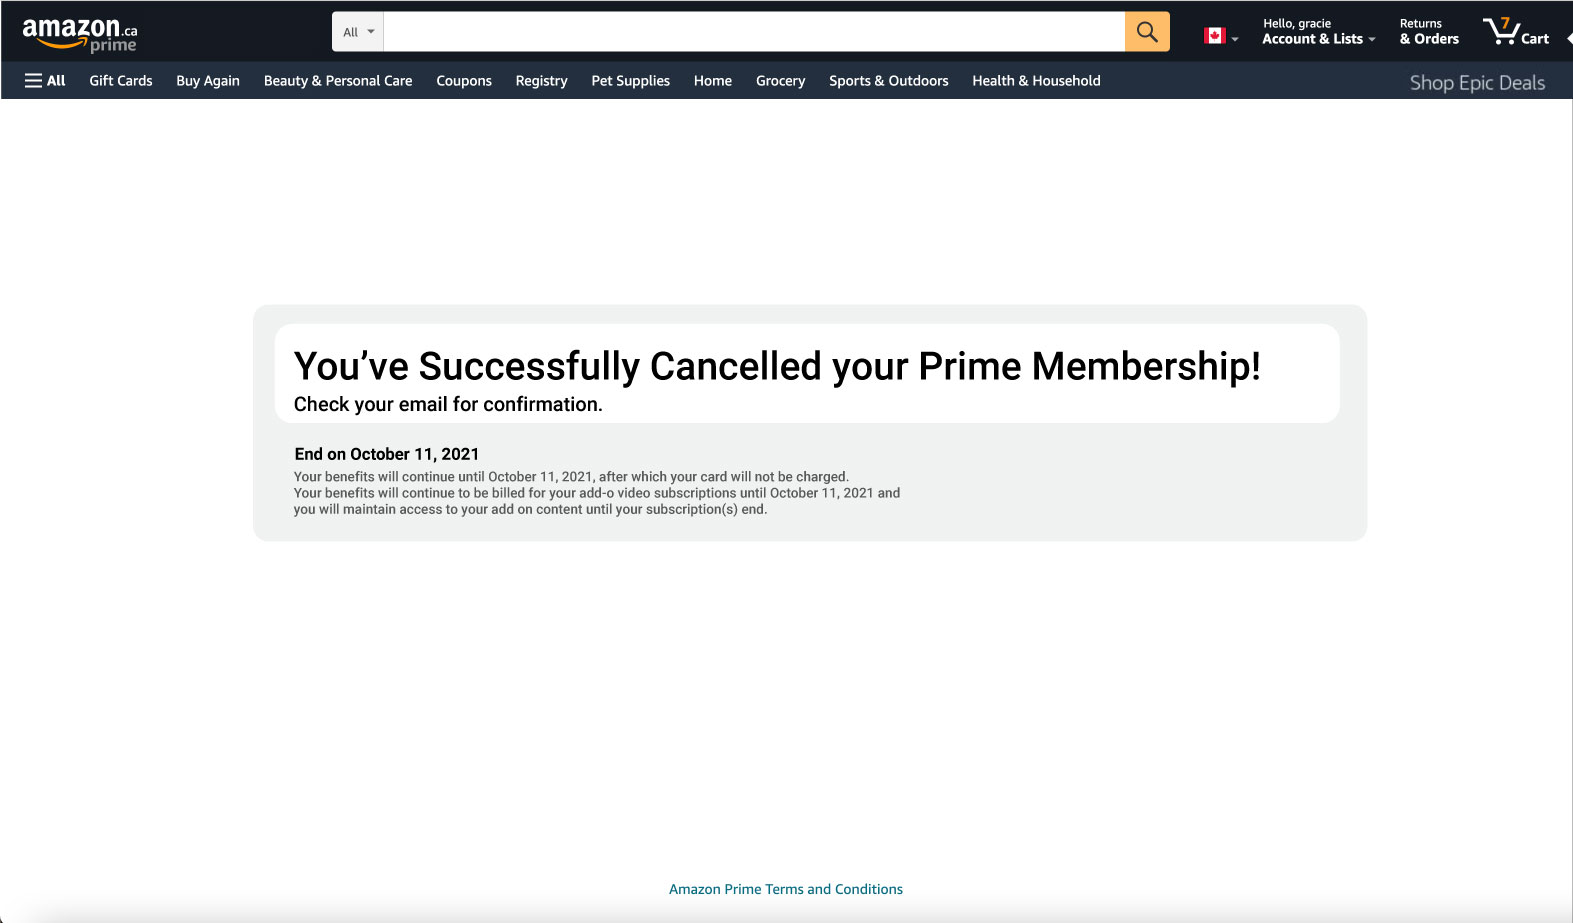 amazon.ca
prime
All
Hello, gracie
Account & Lists
Returns
& Orders
7
Cart
All Gift Cards Buy Again Beauty & Personal Care Coupons Registry Pet Supplies Home Grocery Sports & Outdoors Health & Household Shop Epic Deals
You’ve Successfully Cancelled your Prime Membership!
Check your email for confirmation.
End on October 11, 2021
Your benefits will continue until October 11, 2021, after which your card will not be charged.
Your benefits will continue to be billed for your add-o video subscriptions until October 11, 2021 and
you will maintain access to your add on content until your subscription(s) end.
Amazon Prime Terms and Conditions